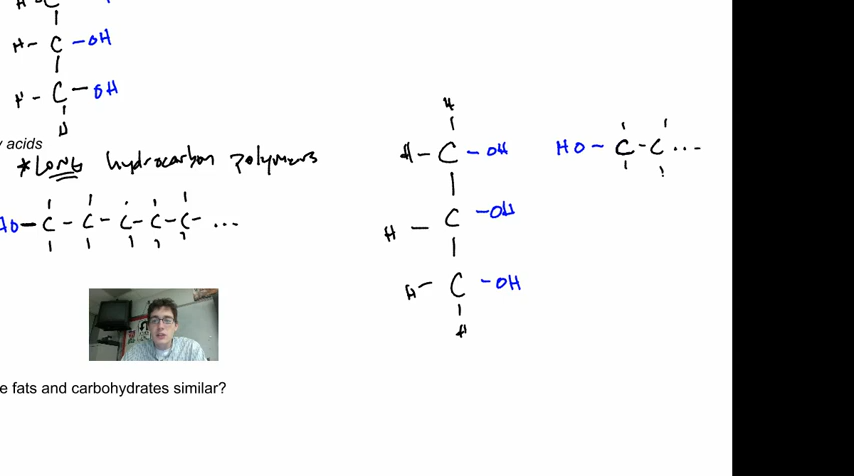 H - C
H - C - OH
H - C - OH
H
y acids
* LONG hydrocarbon polymers
HO - C - C - C - C - C - ...
e fats and carbohydrates similar?
H
H - C - OH
H - C - OH
H - C - OH
H
HO - C - C ...